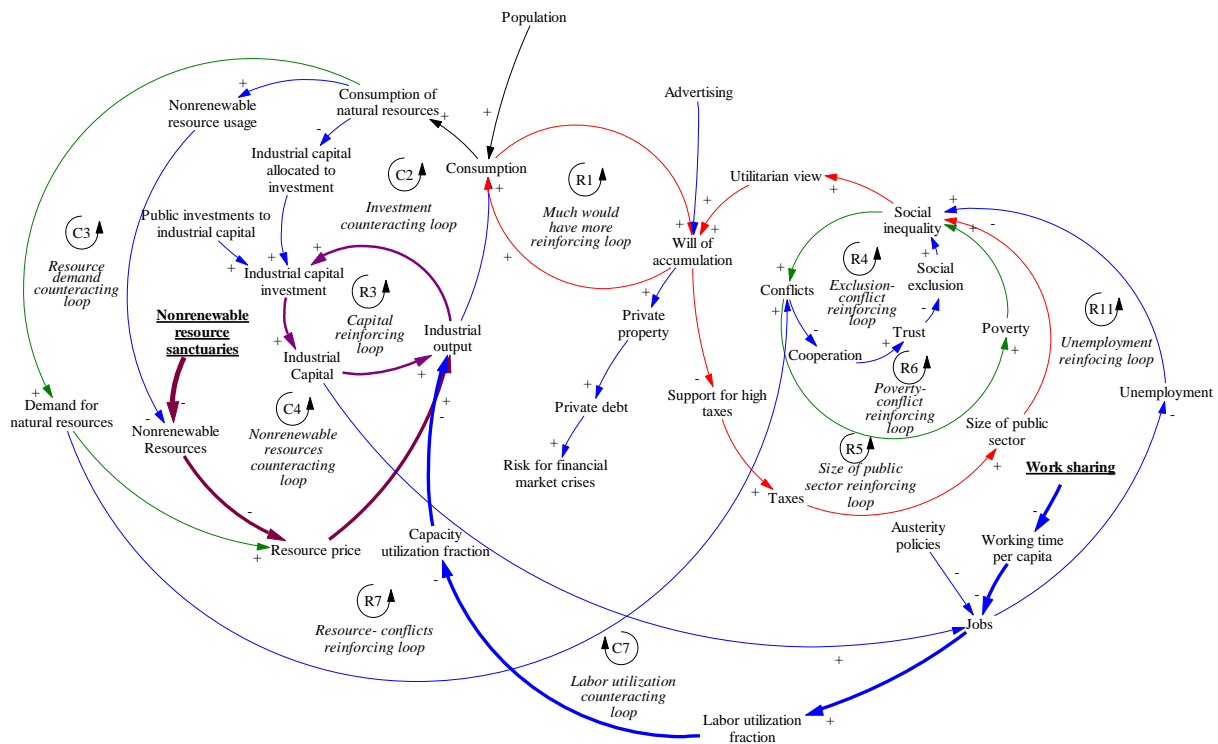 Population
Advertising
Consumption of
natural resources
Nonrenewable
resource usage
Industrial capital
allocated to
investment
Consumption
C2
Investment
counteracting loop
R1
Much would
have more
reinforcing loop
Utilitarian view
Public investments to
industrial capital
C3
Resource
demand
counteracting
loop
Social
inequality
Will of
accumulation
Industrial capital
investment
R3
Capital
reinforcing
loop
R4
Exclusion-
conflict
reinforcing
loop
Social
exclusion
Conflicts
R11
Unemployment
reinfocing loop
Nonrenewable
resource
sanctuaries
Private
property
Industrial
output
Trust
Poverty
Cooperation
R6
Poverty-
conflict
reinforcing
loop
Industrial
Capital
Support for high
taxes
Unemployment
Demand for
natural resources
Nonrenewable
Resources
C4
Nonrenewable
resources
counteracting
loop
Private debt
Size of public
sector
R5
Size of public
sector reinforcing
loop
Risk for financial
market crises
Work sharing
Taxes
Resource price
Capacity
utilization fraction
Austerity
policies
Working time
per capita
R7
Resource- conflicts
reinforcing loop
Jobs
C7
Labor utilization
counteracting
loop
Labor utilization
fraction